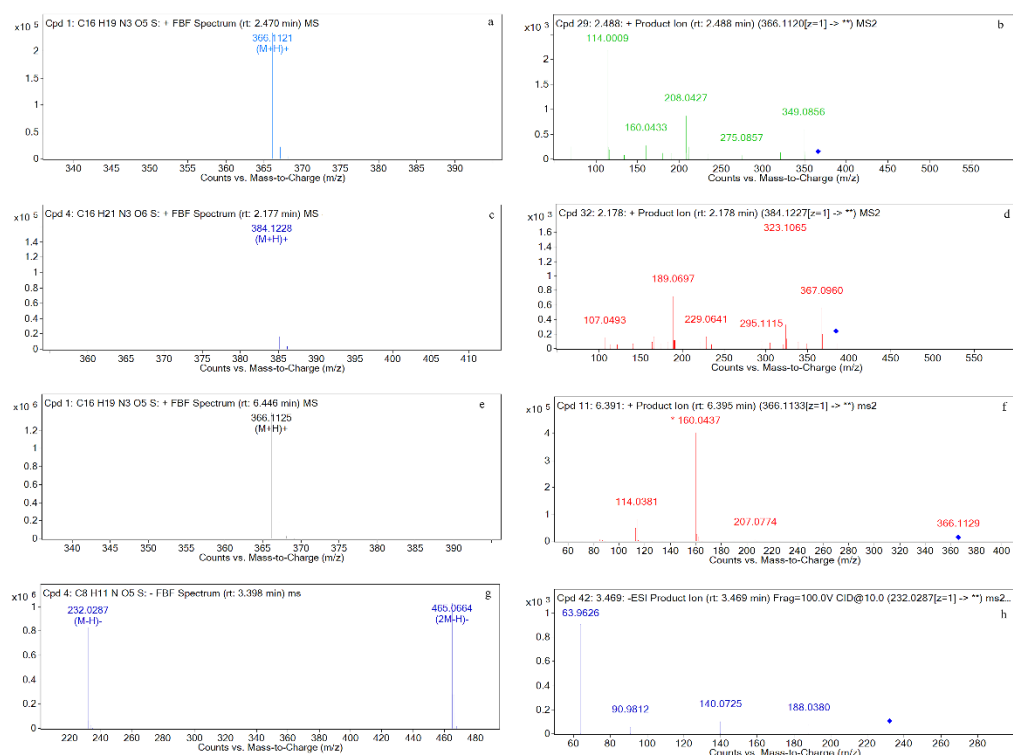 Cpd 1: C16 H19 N3 O5 S: + FBF Spectrum (rt: 2.470 min) MS
a
x10 5
366.1121
(M+H)+
2
1.5
1
0.5
0
340 345 350 355 360 365 370 375 380 385 390
Counts vs. Mass-to-Charge (m/z)
Cpd 29: 2.488: + Product Ion (rt: 2.488 min) (366.1120[z=1] -> **) MS2
b
x10 3
114.0009
2
1.5
1
0.5
0
208.0427
349.0856
160.0433
275.0857
100 150 200 250 300 350 400 450 500 550
Counts vs. Mass-to-Charge (m/z)
Cpd 4: C16 H21 N3 O6 S: + FBF Spectrum (rt: 2.177 min) MS
c
x10 5
384.1228
(M+H)+
1.4
1.2
1
0.8
0.6
0.4
0.2
0
360 365 370 375 380 385 390 395 400 405 410
Counts vs. Mass-to-Charge (m/z)
Cpd 32: 2.178: + Product Ion (rt: 2.178 min) (384.1227[z=1] -> **) MS2
d
x10 3
323.1065
1.6
1.4
1.2
1
0.8
0.6
0.4
0.2
0
189.0697
367.0960
107.0493
229.0641
295.1115
100 150 200 250 300 350 400 450 500 550
Counts vs. Mass-to-Charge (m/z)
Cpd 1: C16 H19 N3 O5 S: + FBF Spectrum (rt: 6.446 min) MS
e
x10 6
366.1125
(M+H)+
1.2
1
0.8
0.6
0.4
0.2
0
340 345 350 355 360 365 370 375 380 385 390
Counts vs. Mass-to-Charge (m/z)
Cpd 11: 6.391: + Product Ion (rt: 6.395 min) (366.1133[z=1] -> **) ms2
f
x10 5
* 160.0437
5
4
3
2
1
0
114.0381
207.0774
366.1129
60 80 100 120 140 160 180 200 220 240 260 280 300 320 340 360 380 400
Counts vs. Mass-to-Charge (m/z)
Cpd 4: C8 H11 N O5 S: - FBF Spectrum (rt: 3.398 min) ms
g
x10 6
232.0287
(M-H)-
465.0664
(2M-H)-
1
0.8
0.6
0.4
0.2
0
220 240 260 280 300 320 340 360 380 400 420 440 460 480
Counts vs. Mass-to-Charge (m/z)
Cpd 42: 3.469: -ESI Product Ion (rt: 3.469 min) Frag=100.0V CID@10.0 (232.0287[z=1] -> **) ms2...
h
x10 3
63.9626
1
0.8
0.6
0.4
0.2
0
90.9812
140.0725
188.0380
60 80 100 120 140 160 180 200 220 240 260 280
Counts vs. Mass-to-Charge (m/z)